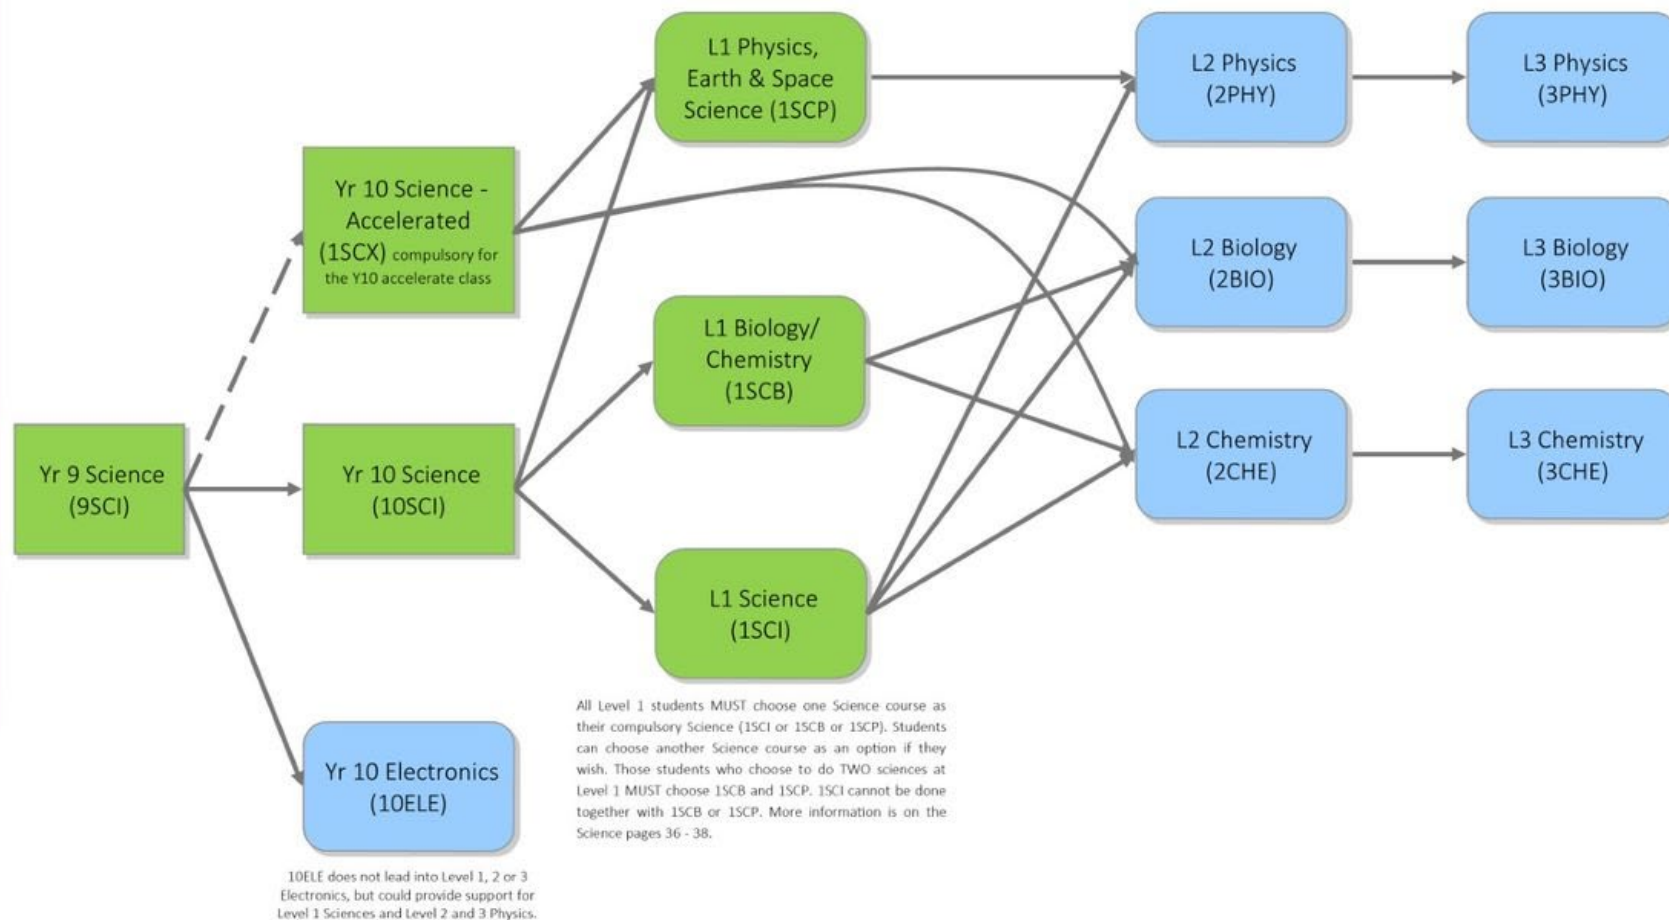 L1 Physics,
Earth & Space
Science (1SCP)
L2 Physics
(2PHY)
L3 Physics
(3PHY)
Yr 10 Science -
Accelerated
(1SCX) compulsory for
the Y10 accelerate class
L2 Biology
(2BIO)
L3 Biology
(3BIO)
L1 Biology/
Chemistry
(1SCB)
L2 Chemistry
(2CHE)
L3 Chemistry
(3CHE)
Yr 9 Science
(9SCI)
Yr 10 Science
(10SCI)
L1 Science
(1SCI)
All Level 1 students MUST choose one Science course as
their compulsory Science (1SCI or 1SCB or 1SCP). Students
can choose another Science course as an option if they
wish. Those students who choose to do TWO sciences at
Level 1 MUST choose 1SCB and 1SCP. 1SCI cannot be done
together with 1SCB or 1SCP. More information is on the
Science pages 36 - 38.
Yr 10 Electronics
(10ELE)
10ELE does not lead into Level 1, 2 or 3
Electronics, but could provide support for
Level 1 Sciences and Level 2 and 3 Physics.